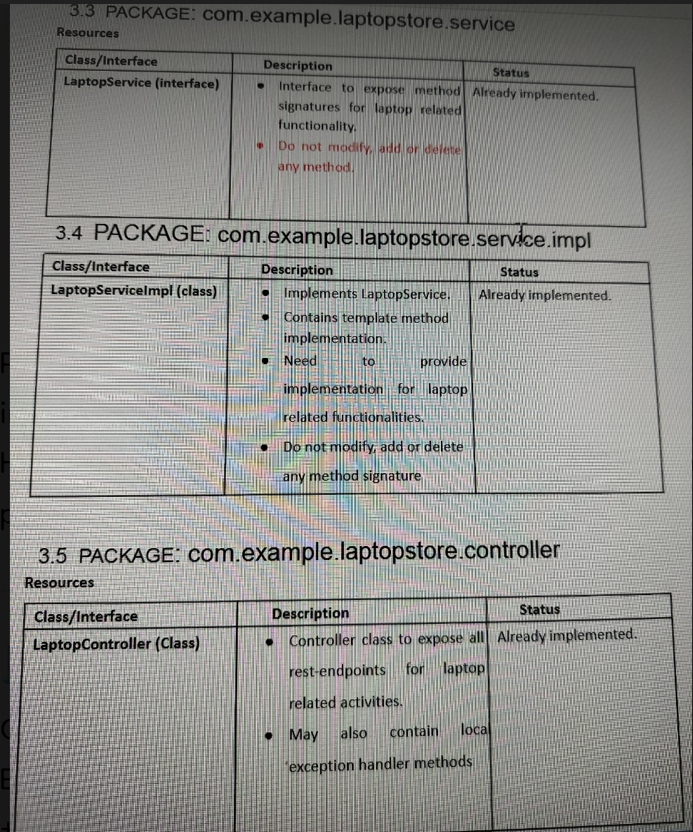 3.3 PACKAGE: com.example.laptopstore.service
Resources
Class/Interface Description Status
LaptopService (interface) • Interface to expose method Already implemented.
signatures for laptop related
functionality.
• Do not modify, add or delete
any method.
3.4 PACKAGE: com.example.laptopstore.service.impl
Class/Interface Description Status
LaptopServiceImpl (class) • Implements LaptopService. Already implemented.
• Contains template method
implementation.
• Need to provide
implementation for laptop
related functionalities.
• Do not modify, add or delete
any method signature
3.5 PACKAGE: com.example.laptopstore.controller
Resources
Class/Interface Description Status
LaptopController (Class) • Controller class to expose all Already implemented.
rest-endpoints for laptop
related activities.
• May also contain local
exception handler methods